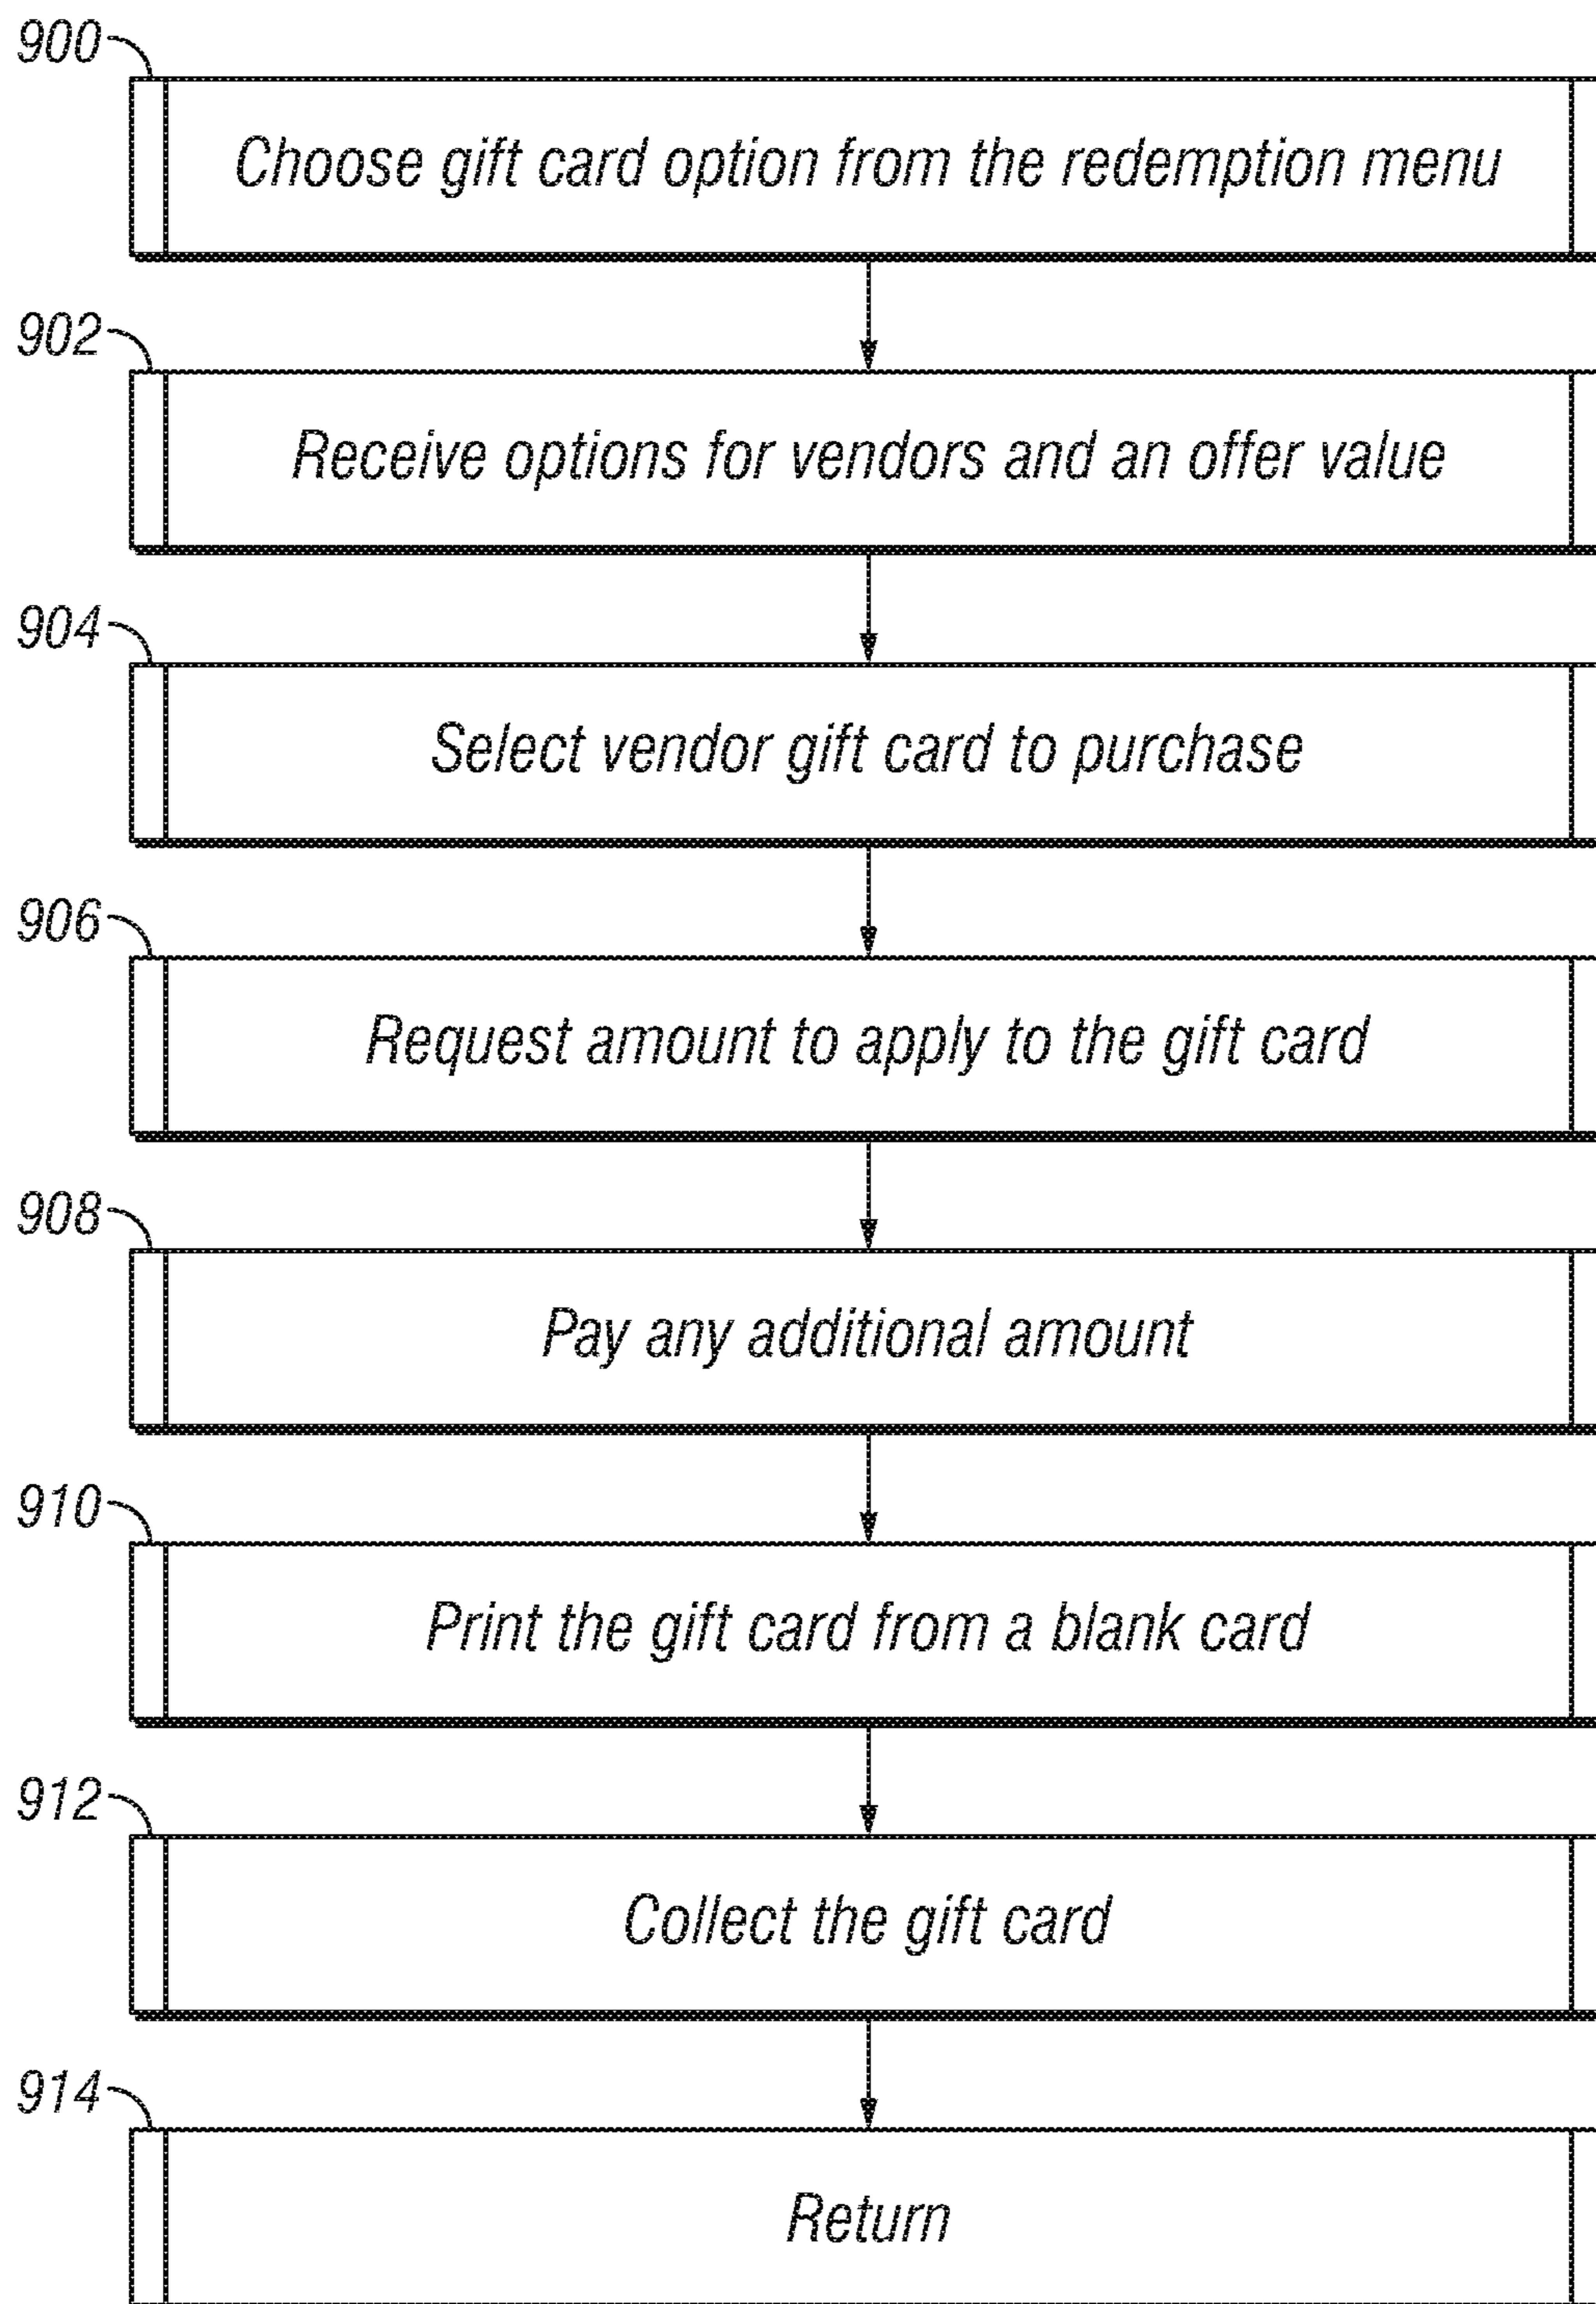 900
Choose gift card option from the redemption menu
902
Receive options for vendors and an offer value
904
Select vendor gift card to purchase
906
Request amount to apply to the gift card
908
Pay any additional amount
910
Print the gift card from a blank card
912
Collect the gift card
914
Return